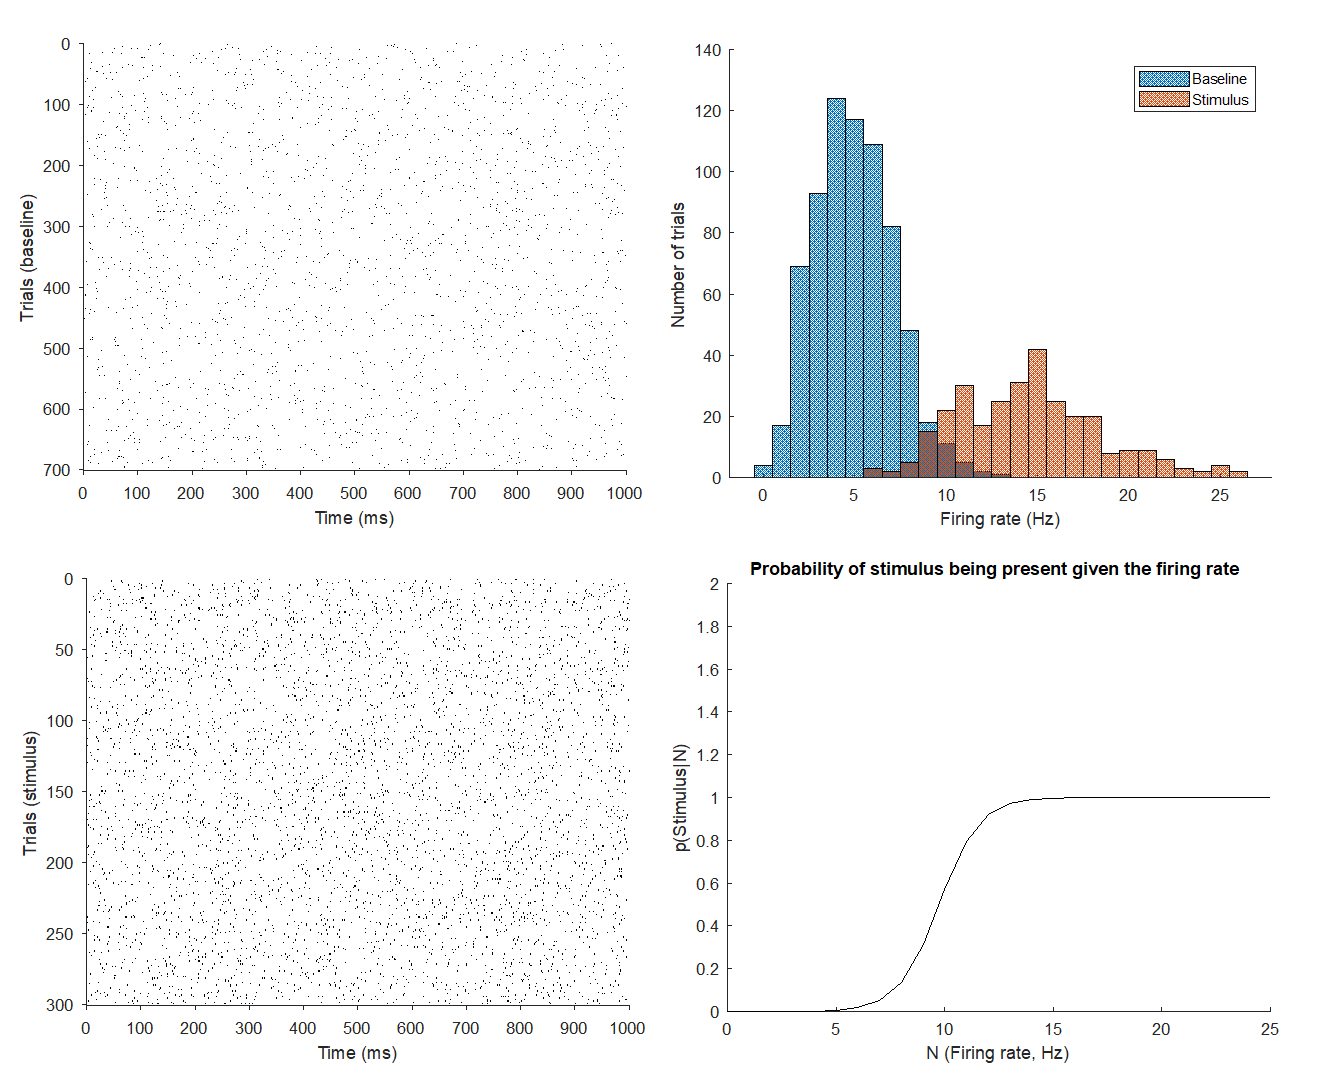 0
100
200
300
400
500
600
700
Trials (baseline)
0 100 200 300 400 500 600 700 800 900 1000
Time (ms)
140
120
100
80
60
40
20
0
Number of trials
Baseline
Stimulus
0 5 10 15 20 25
Firing rate (Hz)
0
50
100
150
200
250
300
Trials (stimulus)
0 100 200 300 400 500 600 700 800 900 1000
Time (ms)
Probability of stimulus being present given the firing rate
2
1.8
1.6
1.4
1.2
1
0.8
0.6
0.4
0.2
0
p(Stimulus|N)
0 5 10 15 20 25
N (Firing rate, Hz)